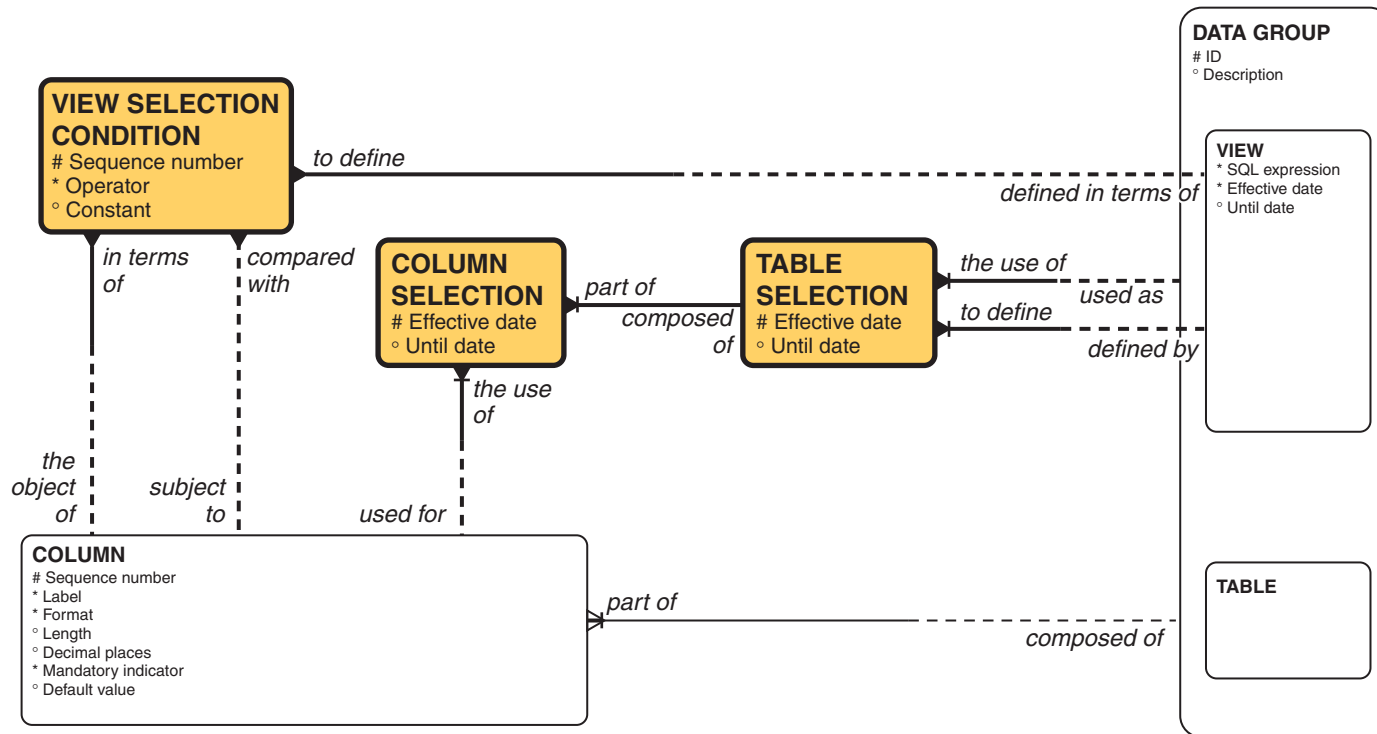 DATA GROUP
# ID
° Description
VIEW SELECTION
CONDITION
# Sequence number
* Operator
° Constant
to define
defined in terms of
VIEW
* SQL expression
* Effective date
° Until date
in terms
of
compared
with
COLUMN
SELECTION
# Effective date
° Until date
part of
composed
of
TABLE
SELECTION
# Effective date
° Until date
the use of
used as
to define
defined by
the use
of
the
object
of
subject
to
used for
COLUMN
# Sequence number
* Label
* Format
° Length
° Decimal places
* Mandatory indicator
° Default value
part of
composed of
TABLE